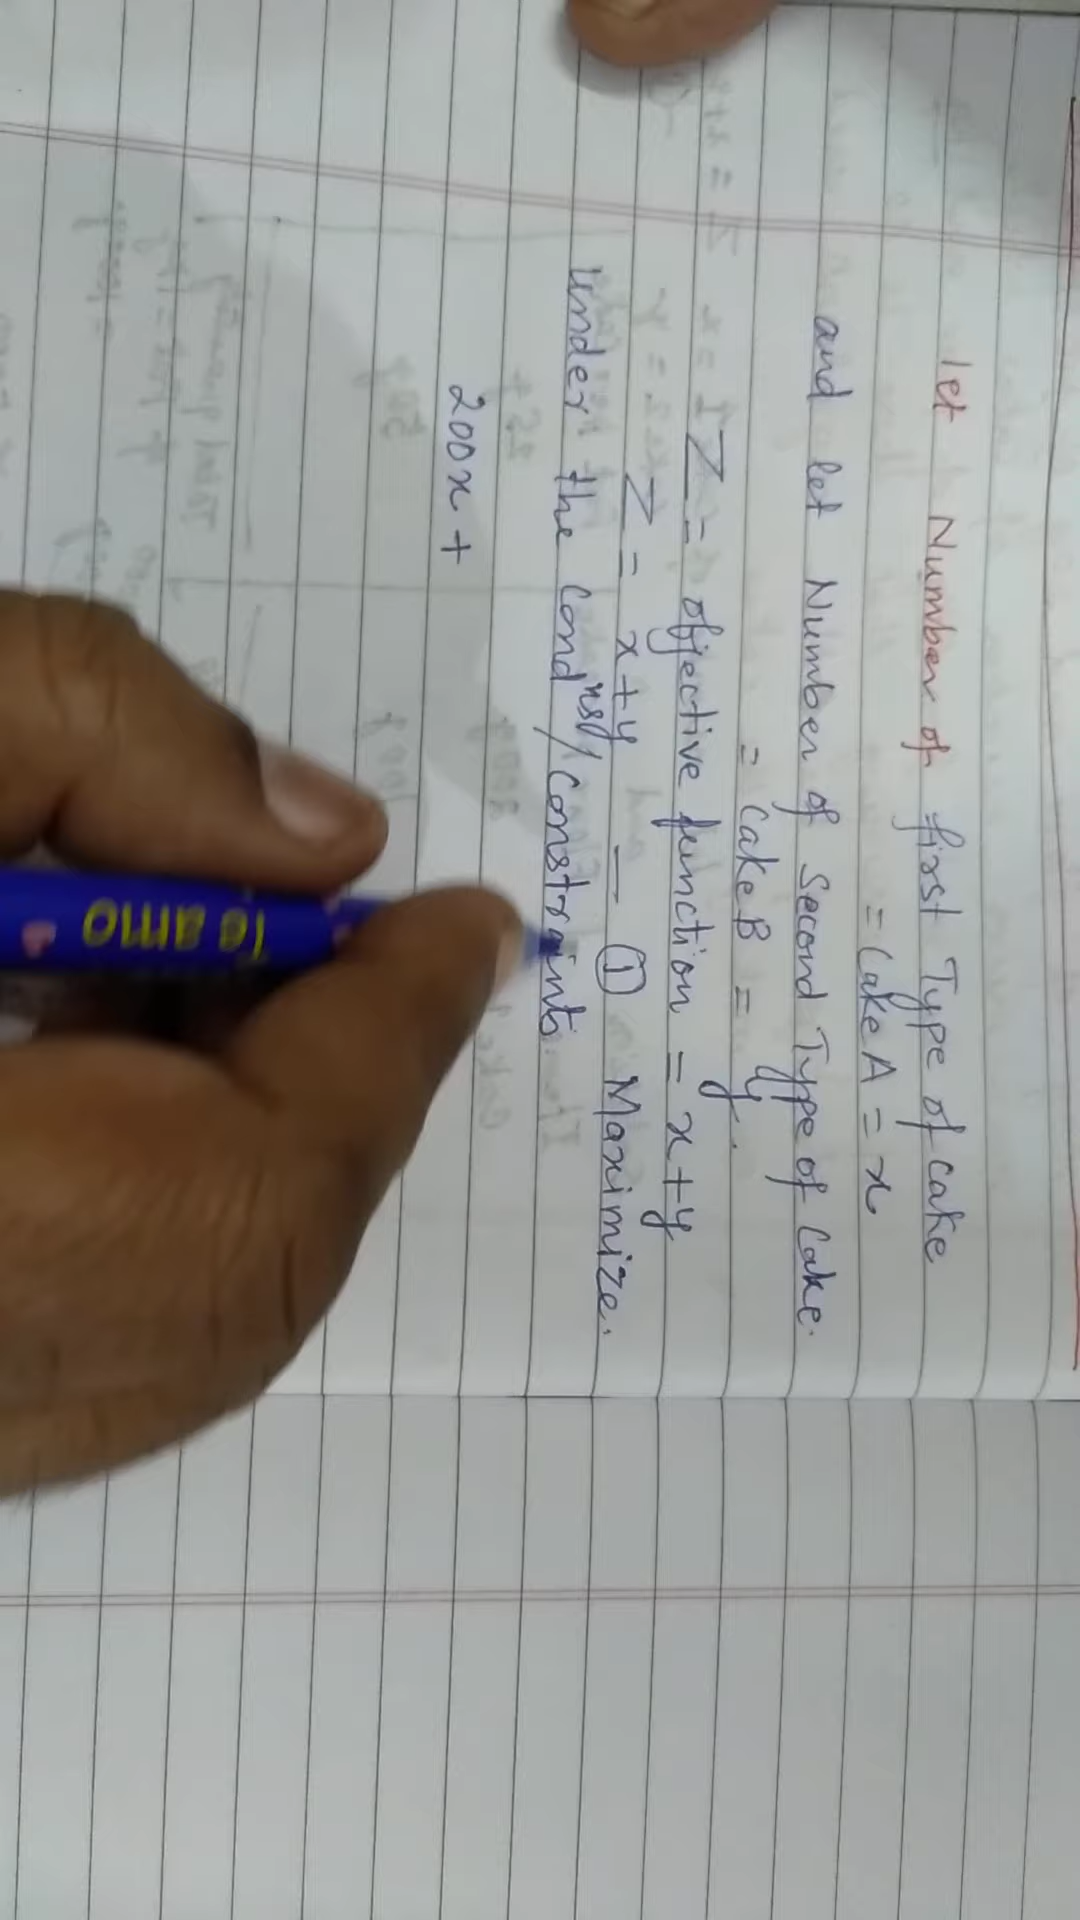 let Number of first Type of cake
= Cake A = x
and let Number of Second Type of Cake.
= Cake B = y.
Z = objective function = x+y
Z = x+y — ① Maximize.
under the condns/constraints.
200x +
Te amo